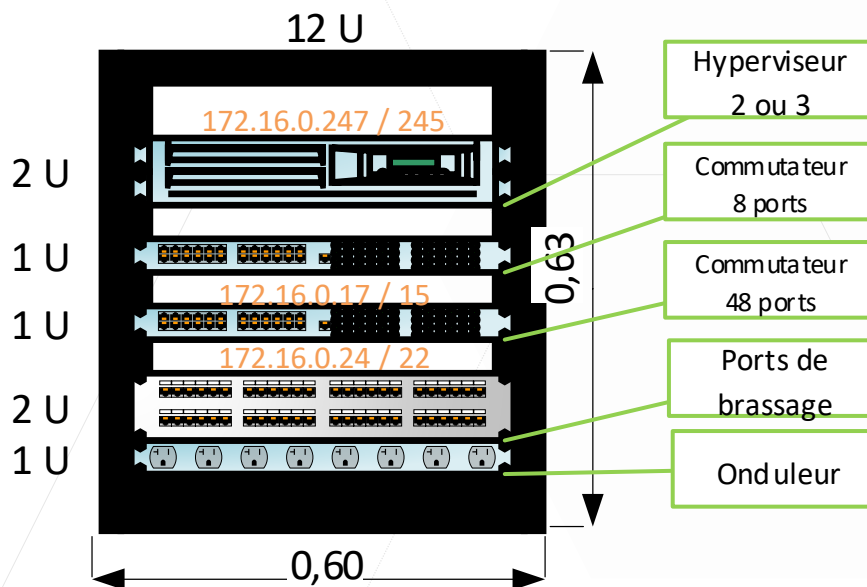 12 U
Hyperviseur
2 ou 3
172.16.0.247 / 245
2 U
Commutateur
8 ports
1 U
0,63
Commutateur
48 ports
172.16.0.17 / 15
1 U
172.16.0.24 / 22
Ports de
brassage
2 U
1 U
Onduleur
0,60